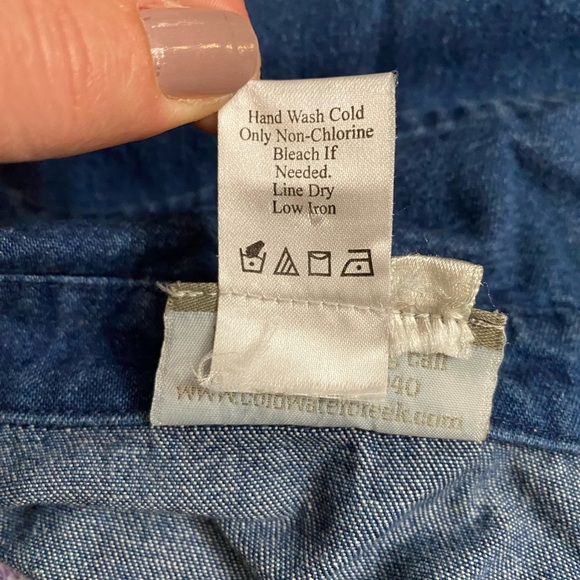 Hand Wash Cold
Only Non-Chlorine
Bleach If
Needed.
Line Dry
Low Iron
call
40
www.coldwatercreek.com